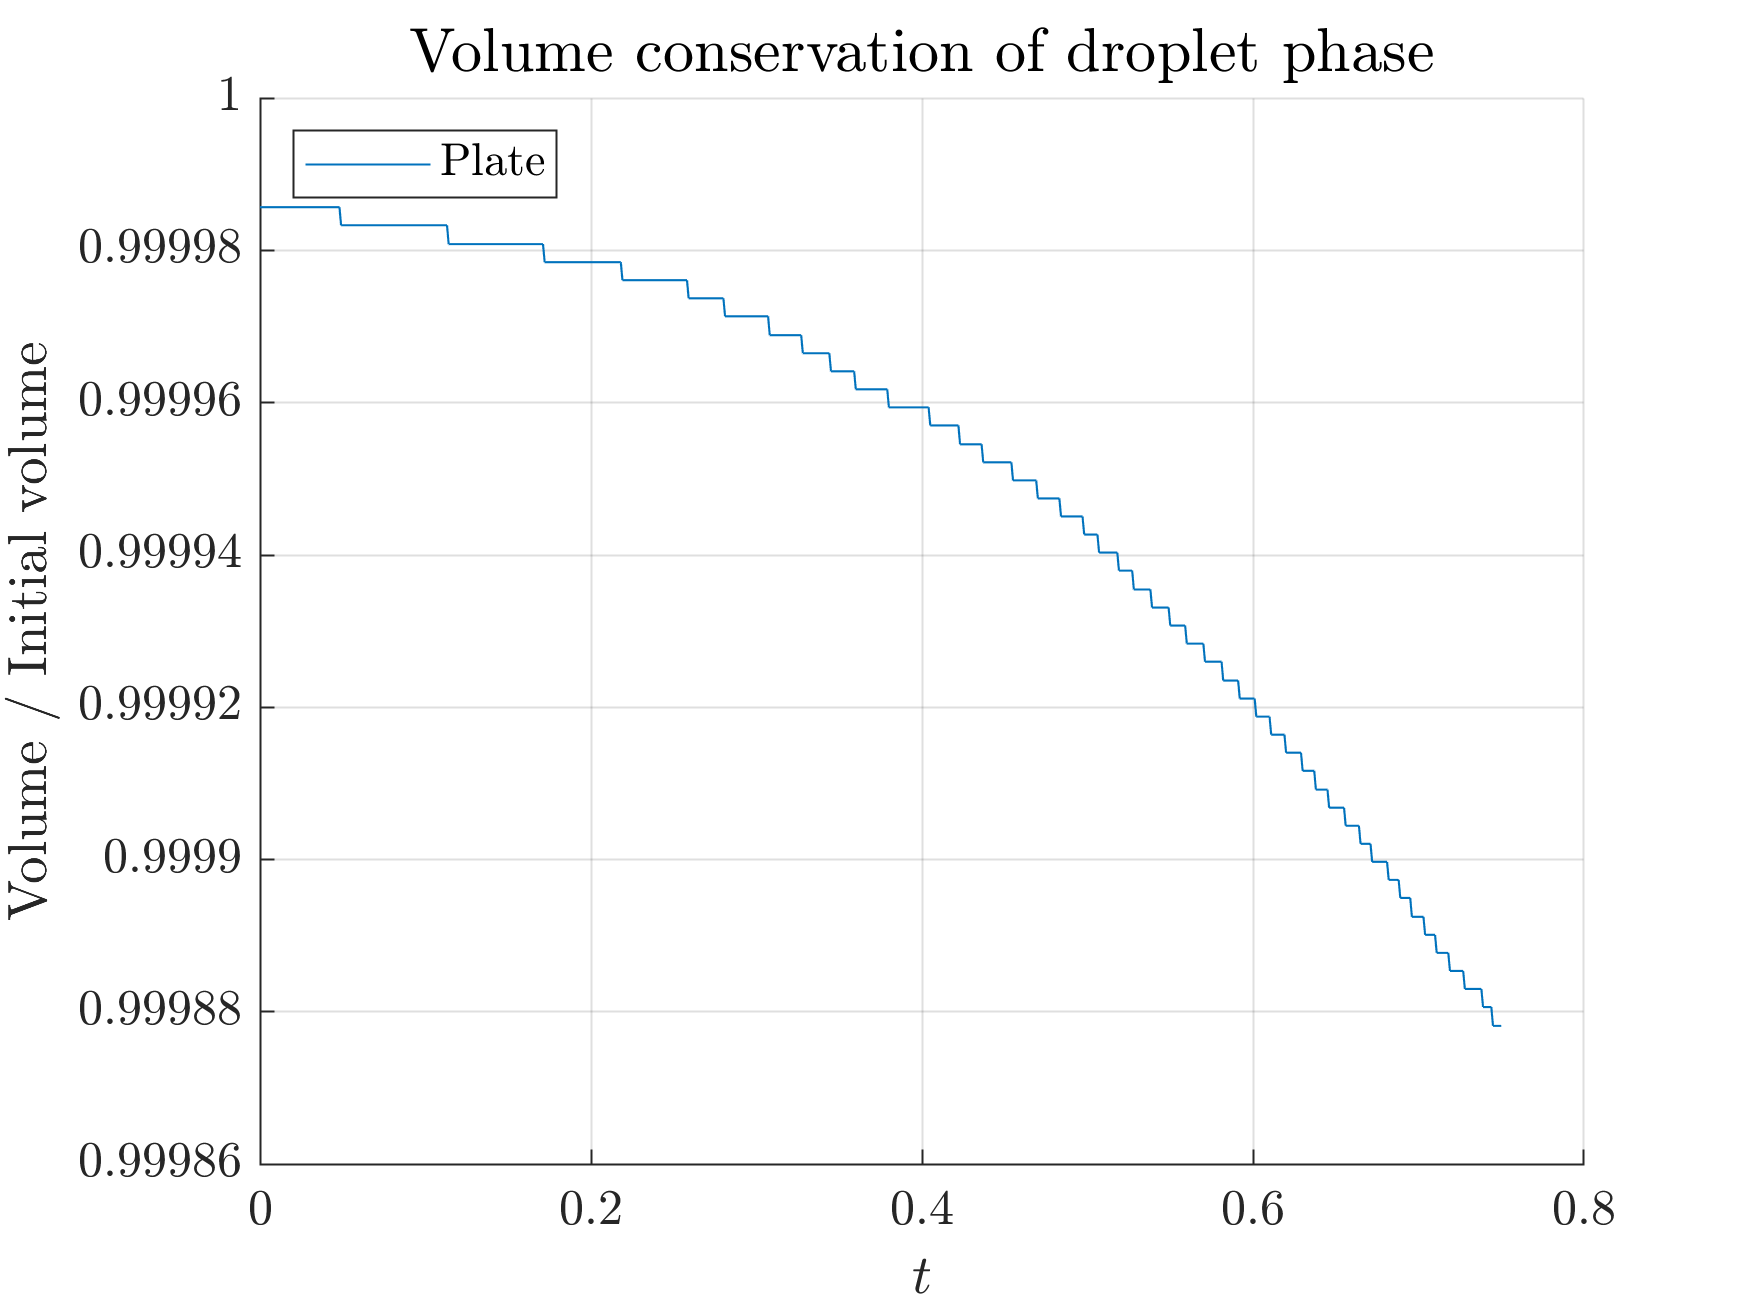 Volume conservation of droplet phase
1
Plate
0.99998
0.99996
0.99994
0.99992
0.9999
0.99988
0.99986
Volume / Initial volume
0 0.2 0.4 0.6 0.8
t